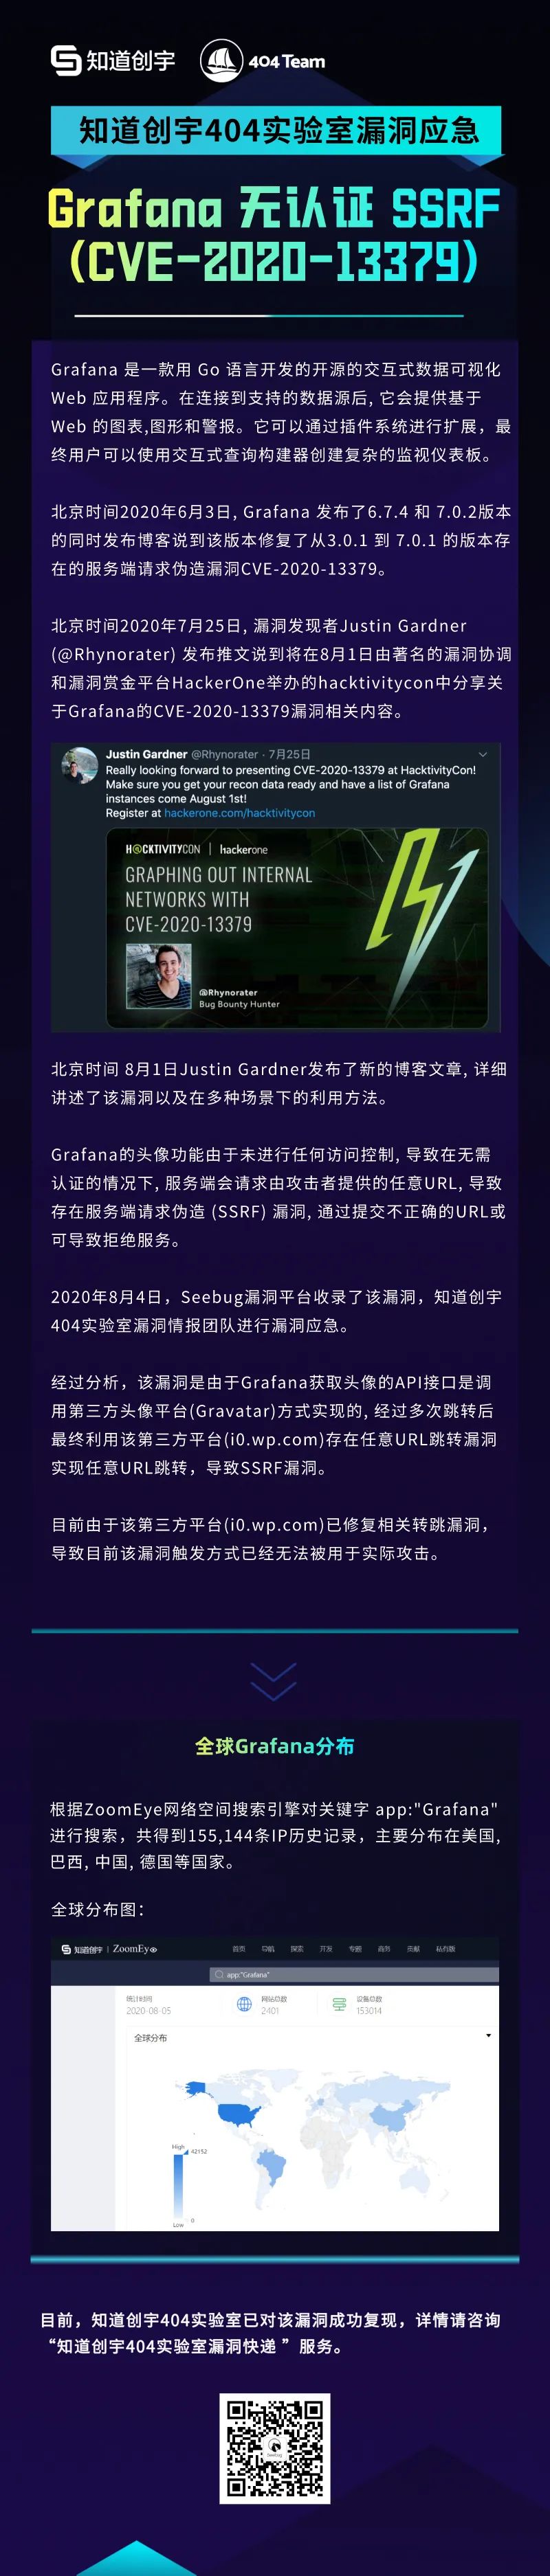 知道创宇
404 Team
知道创宇404实验室漏洞应急
Grafana 无认证 SSRF
(CVE-2020-13379)
Grafana 是一款用 Go 语言开发的开源的交互式数据可视化
Web 应用程序。在连接到支持的数据源后, 它会提供基于
Web 的图表,图形和警报。它可以通过插件系统进行扩展，最
终用户可以使用交互式查询构建器创建复杂的监视仪表板。
北京时间2020年6月3日, Grafana 发布了6.7.4 和 7.0.2版本
的同时发布博客说到该版本修复了从3.0.1 到 7.0.1 的版本存
在的服务端请求伪造漏洞CVE-2020-13379。
北京时间2020年7月25日, 漏洞发现者Justin Gardner
(@Rhynorater) 发布推文说到将在8月1日由著名的漏洞协调
和漏洞赏金平台HackerOne举办的hacktivitycon中分享关
于Grafana的CVE-2020-13379漏洞相关内容。
Justin Gardner @Rhynorater · 7月25日
Really looking forward to presenting CVE-2020-13379 at HacktivityCon!
Make sure you get your recon data ready and have a list of Grafana
instances come August 1st!
Register at hackerone.com/hacktivitycon
H@CKTIVITYCON | hackerone
GRAPHING OUT INTERNAL
NETWORKS WITH
CVE-2020-13379
@Rhynorater
Bug Bounty Hunter
北京时间 8月1日Justin Gardner发布了新的博客文章, 详细
讲述了该漏洞以及在多种场景下的利用方法。
Grafana的头像功能由于未进行任何访问控制, 导致在无需
认证的情况下, 服务端会请求由攻击者提供的任意URL, 导致
存在服务端请求伪造 (SSRF) 漏洞, 通过提交不正确的URL或
可导致拒绝服务。
2020年8月4日，Seebug漏洞平台收录了该漏洞，知道创宇
404实验室漏洞情报团队进行漏洞应急。
经过分析，该漏洞是由于Grafana获取头像的API接口是调
用第三方头像平台(Gravatar)方式实现的, 经过多次跳转后
最终利用该第三方平台(i0.wp.com)存在任意URL跳转漏洞
实现任意URL跳转，导致SSRF漏洞。
目前由于该第三方平台(i0.wp.com)已修复相关转跳漏洞，
导致目前该漏洞触发方式已经无法被用于实际攻击。
全球Grafana分布
根据ZoomEye网络空间搜索引擎对关键字 app:"Grafana"
进行搜索，共得到155,144条IP历史记录，主要分布在美国,
巴西, 中国, 德国等国家。
全球分布图：
知道创宇 | ZoomEye 首页 导航 探索 开发 专题 商务 贡献 私有版
app:"Grafana"
统计时间 网站总数 设备总数
2020-08-05 2401 153014
全球分布
High
42152
0
Low
目前，知道创宇404实验室已对该漏洞成功复现，详情请咨询
“知道创宇404实验室漏洞快递 ”服务。
Seebug